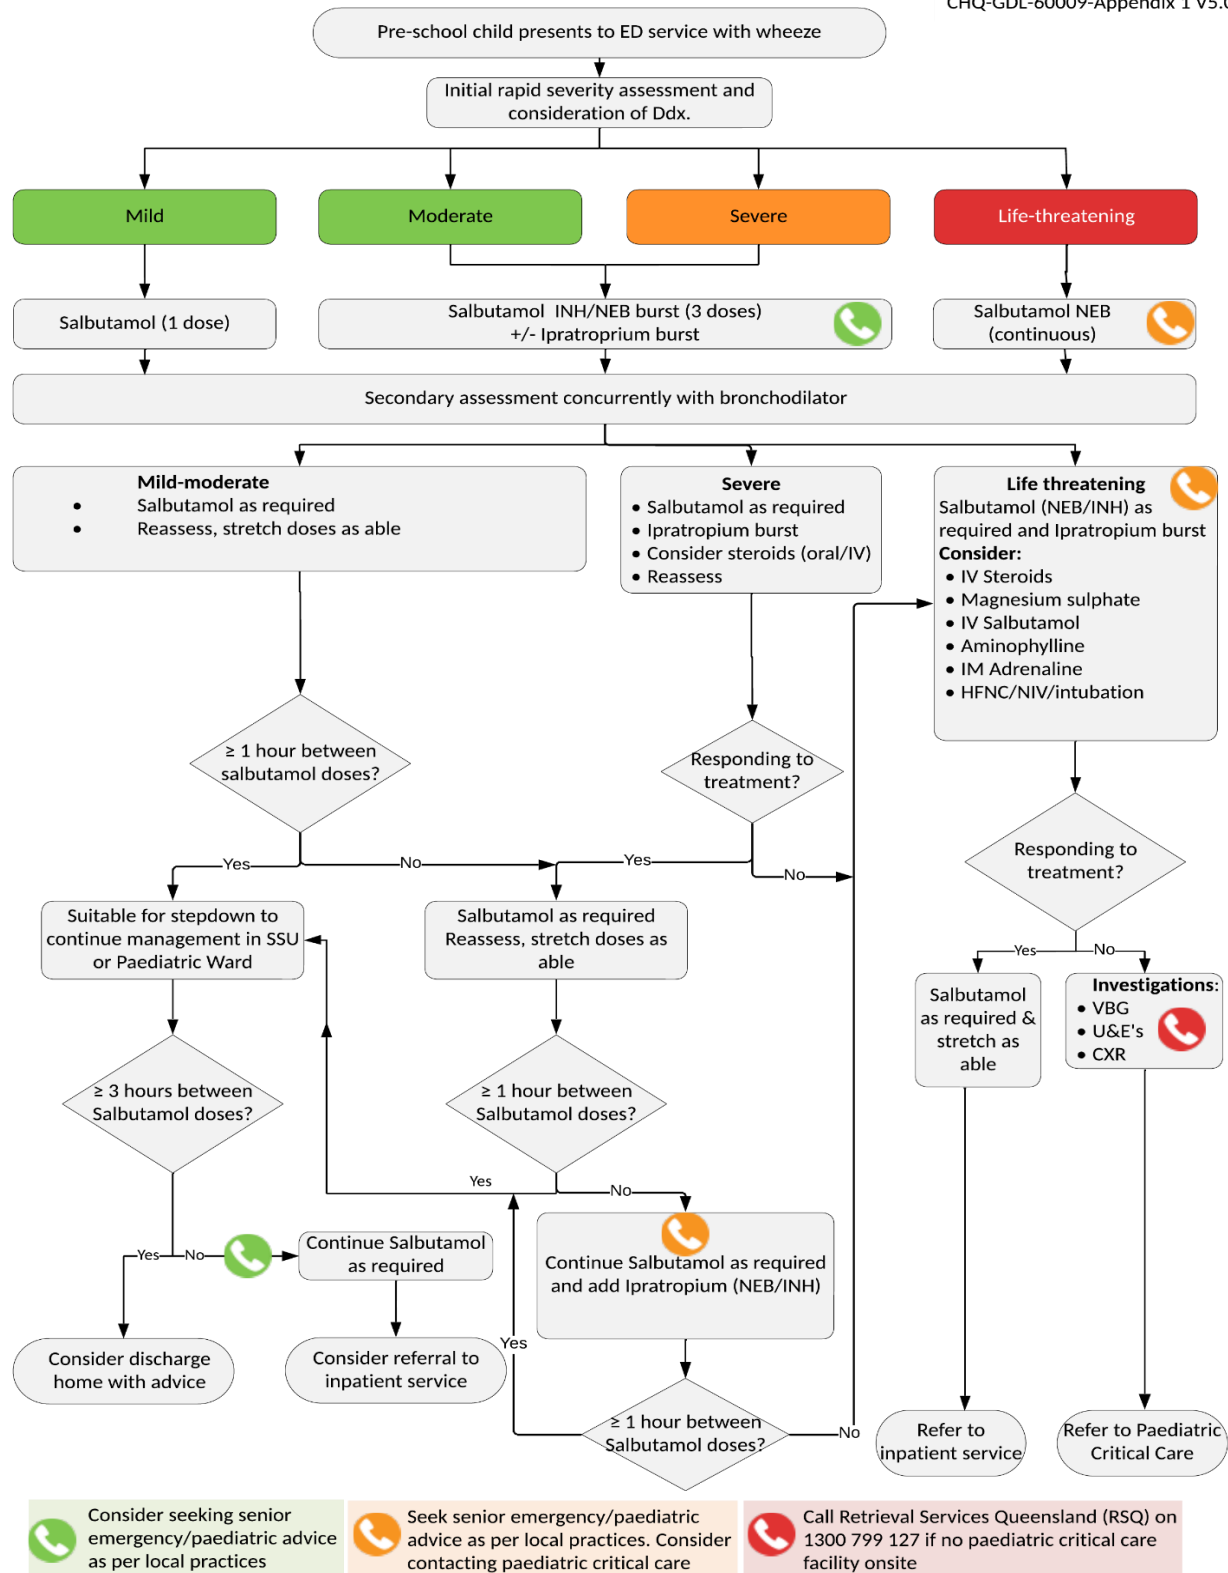 CHQ-GDL-60009-Appendix 1 V5.0
Pre-school child presents to ED service with wheeze
Initial rapid severity assessment and
consideration of Ddx.
Mild
Moderate
Severe
Life-threatening
Salbutamol (1 dose)
Salbutamol INH/NEB burst (3 doses)
+/- Ipratroprium burst
Salbutamol NEB
(continuous)
Secondary assessment concurrently with bronchodilator
Mild-moderate
• Salbutamol as required
• Reassess, stretch doses as able
Severe
• Salbutamol as required
• Ipratropium burst
• Consider steroids (oral/IV)
• Reassess
Life threatening
Salbutamol (NEB/INH) as
required and Ipratropium burst
Consider:
• IV Steroids
• Magnesium sulphate
• IV Salbutamol
• Aminophylline
• IM Adrenaline
• HFNC/NIV/intubation
≥ 1 hour between
salbutamol doses?
Responding to
treatment?
Responding to
treatment?
Yes
No
Yes
No
Yes
No
Suitable for stepdown to
continue management in SSU
or Paediatric Ward
Salbutamol as required
Reassess, stretch doses as
able
Salbutamol
as required &
stretch as
able
Investigations:
• VBG
• U&E's
• CXR
≥ 3 hours between
Salbutamol doses?
≥ 1 hour between
Salbutamol doses?
Yes
No
Yes
No
Continue Salbutamol
as required
Continue Salbutamol as required
and add Ipratropium (NEB/INH)
Consider discharge
home with advice
Consider referral to
inpatient service
Yes
≥ 1 hour between
Salbutamol doses?
No
Refer to
inpatient service
Refer to Paediatric
Critical Care
Consider seeking senior
emergency/paediatric advice
as per local practices
Seek senior emergency/paediatric
advice as per local practices. Consider
contacting paediatric critical care
Call Retrieval Services Queensland (RSQ) on
1300 799 127 if no paediatric critical care
facility onsite